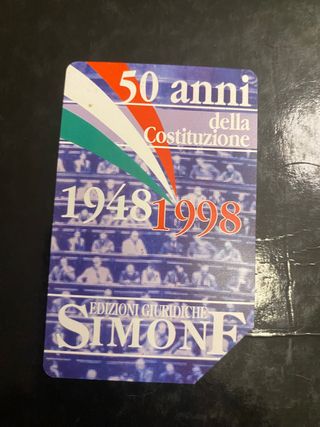 50 anni
della
Costituzione
1948 1998
EDIZIONI GIURIDICHE
SIMONE